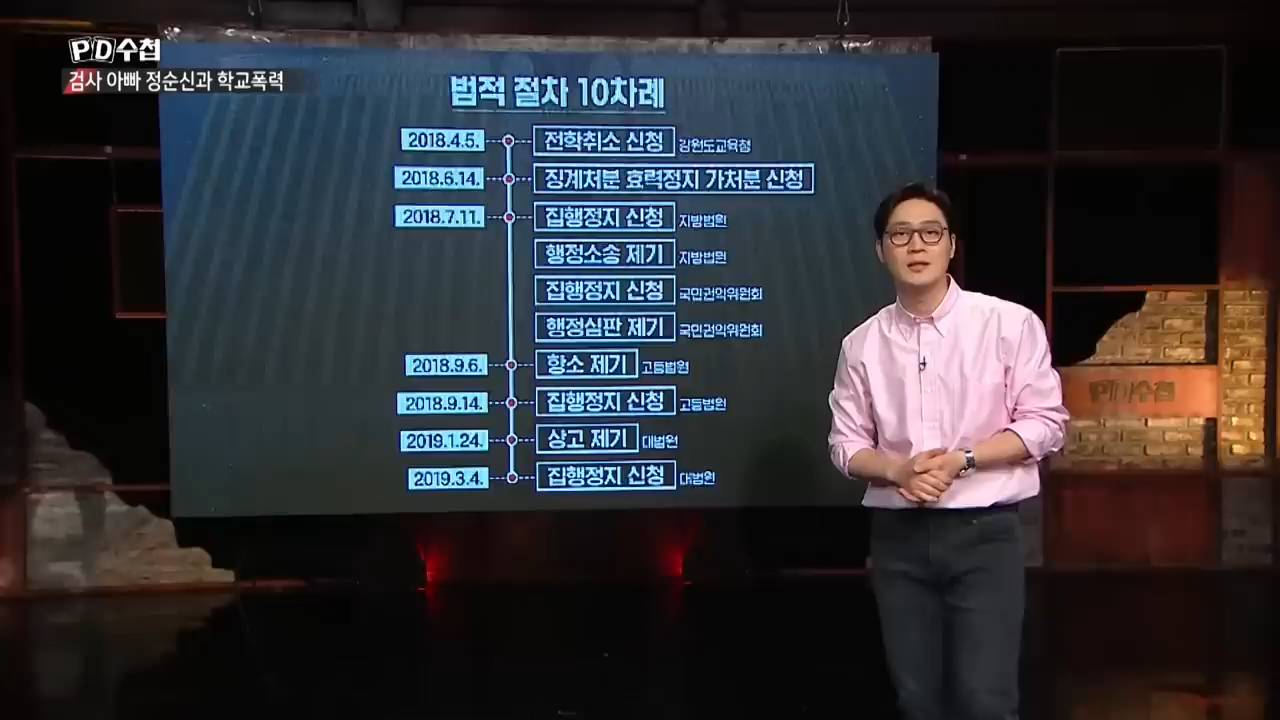 PD수첩
검사 아빠 정순신과 학교폭력
법적 절차 10차례
2018.4.5. 전학취소 신청 강원도교육청
2018.6.14. 징계처분 효력정지 가처분 신청
2018.7.11. 집행정지 신청 지방법원
행정소송 제기 지방법원
집행정지 신청 국민권익위원회
행정심판 제기 국민권익위원회
2018.9.6. 항소 제기 고등법원
2018.9.14. 집행정지 신청 고등법원
2019.1.24. 상고 제기 대법원
2019.3.4. 집행정지 신청 대법원
PD수첩